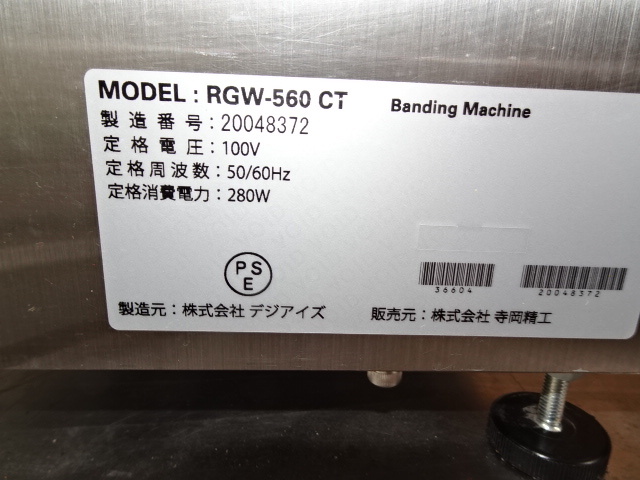 MODEL : RGW-560 CT
Banding Machine
製造番号：20048372
定格電圧：100V
定格周波数：50/60Hz
定格消費電力：280W
PS
E
36604
20048372
製造元：株式会社 デジアイズ
販売元：株式会社 寺岡精工